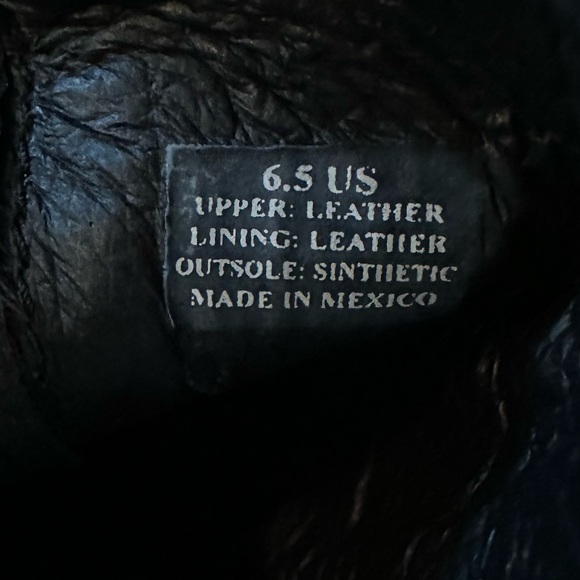 6.5 US
UPPER: LEATHER
LINING: LEATHER
OUTSOLE: SINTHETIC
MADE IN MEXICO